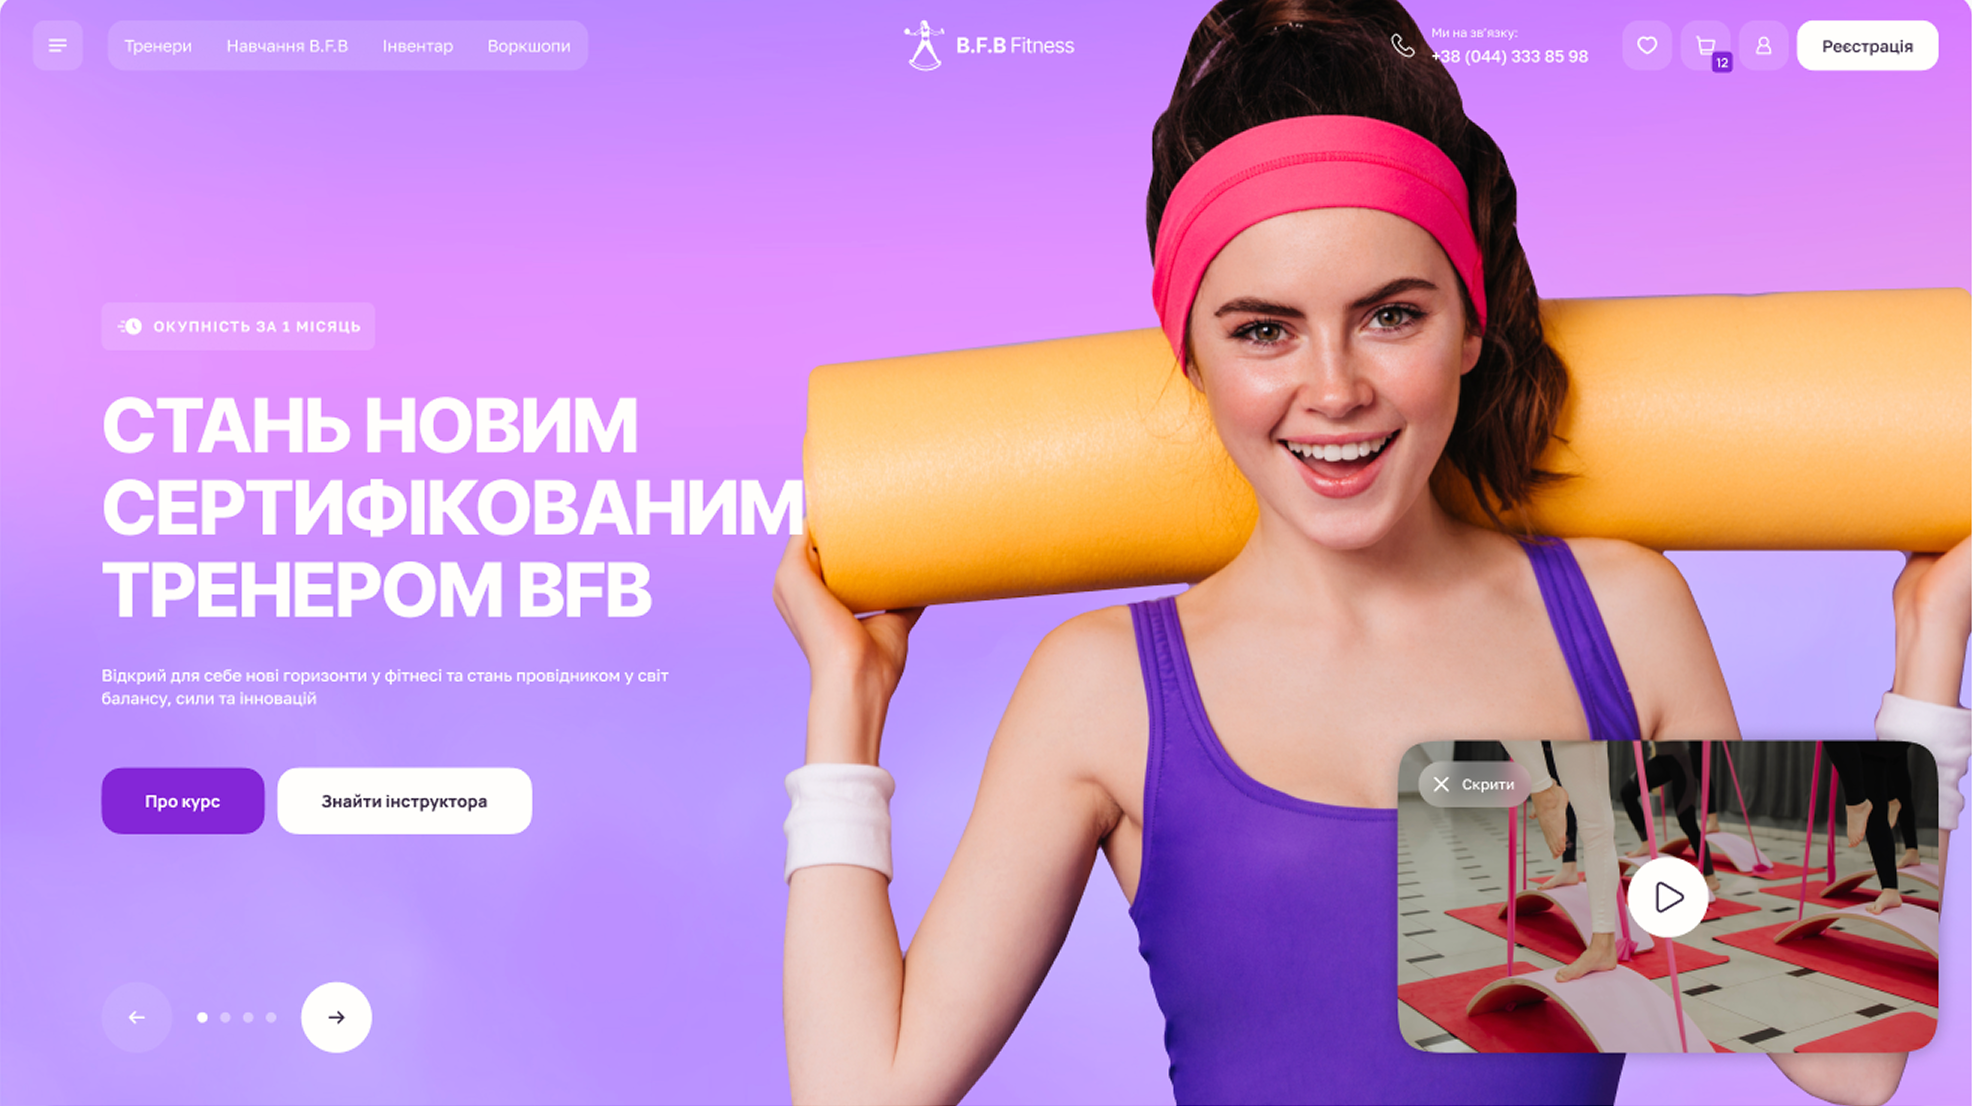 Тренери
Навчання B.F.B
Інвентар
Воркшопи
B.F.B Fitness
Ми на зв'язку:
+38 (044) 333 85 98
12
Реєстрація
ОКУПНІСТЬ ЗА 1 МІСЯЦЬ
СТАНЬ НОВИМ
СЕРТИФІКОВАНИМ
ТРЕНЕРОМ BFB
Відкрий для себе нові горизонти у фітнесі та стань провідником у світ
балансу, сили та інновацій
Про курс
Знайти інструктора
Скрити